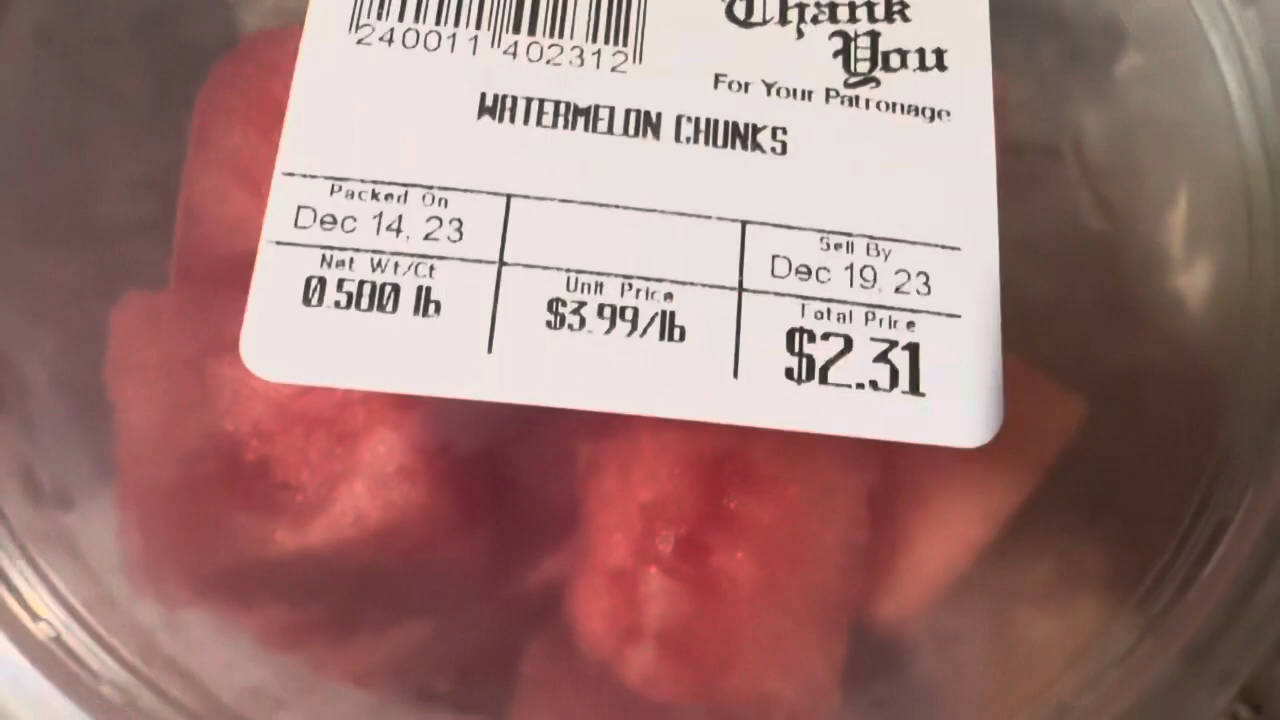 240011 402312
Thank
You
For Your Patronage
WATERMELON CHUNKS
Packed On
Dec 14, 23
Sell By
Dec 19, 23
Net Wt/Ct
0.580 lb
Unit Price
$3.99/lb
Total Price
$2.31